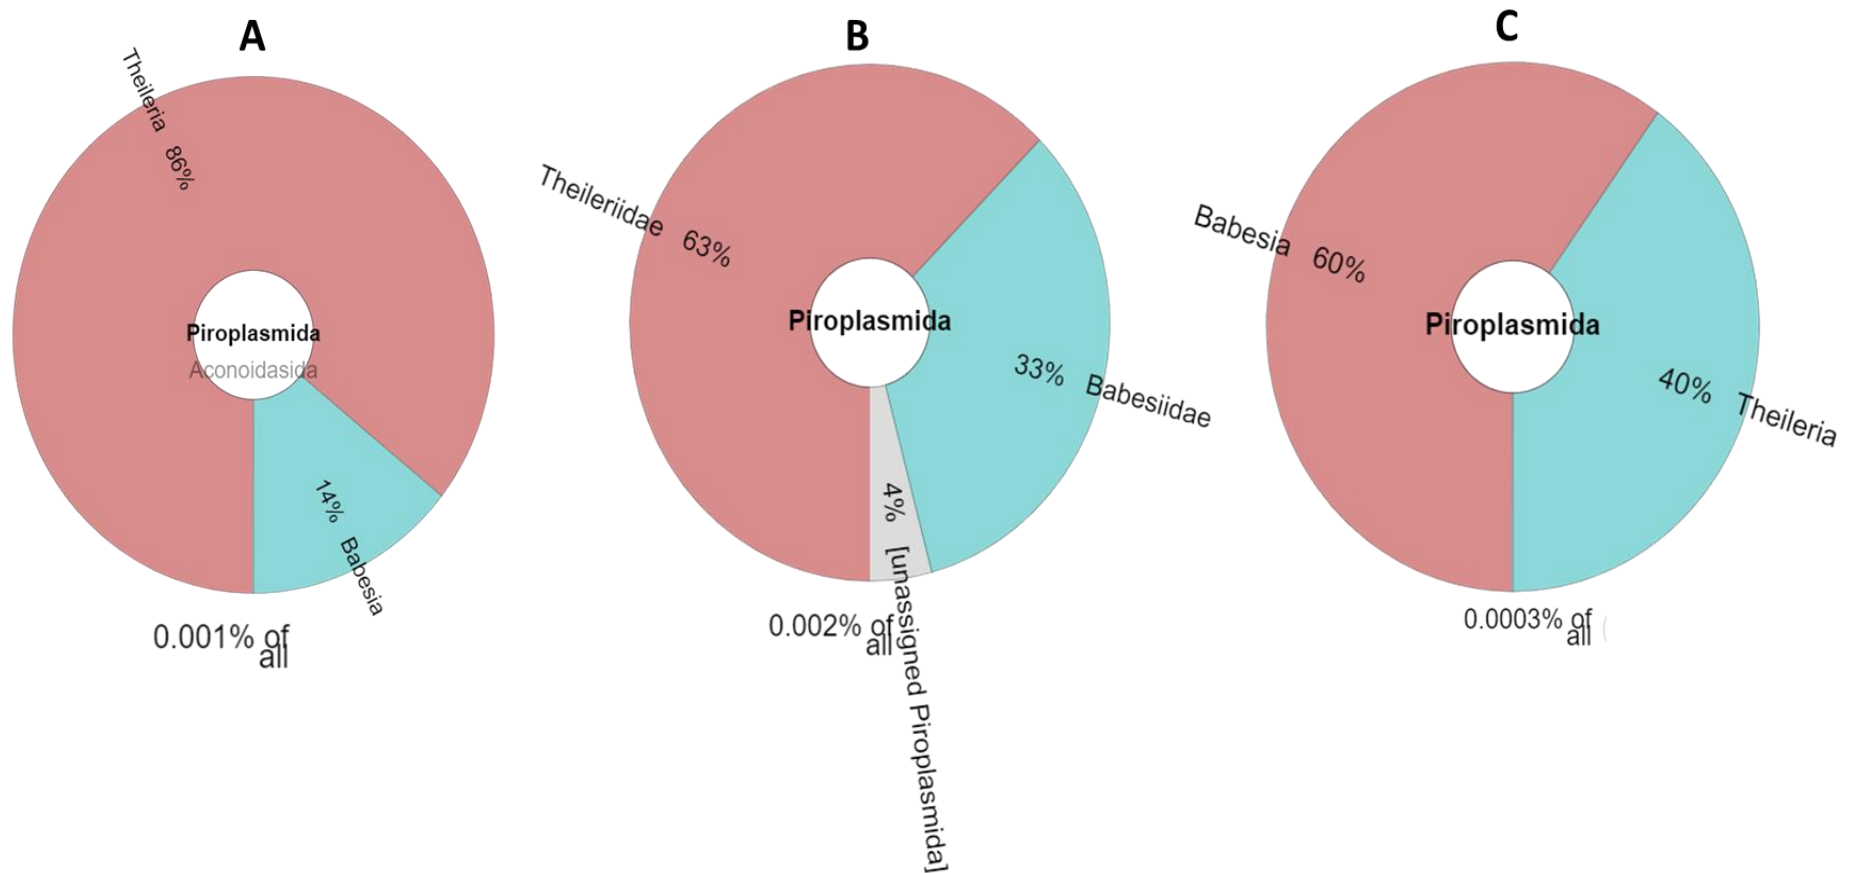 A
Theileria 86%
Piroplasmida
Aconoidasida
14% Babesia
0.001% of
all
B
Theileriidae 63%
Piroplasmida
33% Babesiidae
4% [unassigned Piroplasmida]
0.002% of
all
C
Babesia 60%
Piroplasmida
40% Theileria
0.0003% of
all